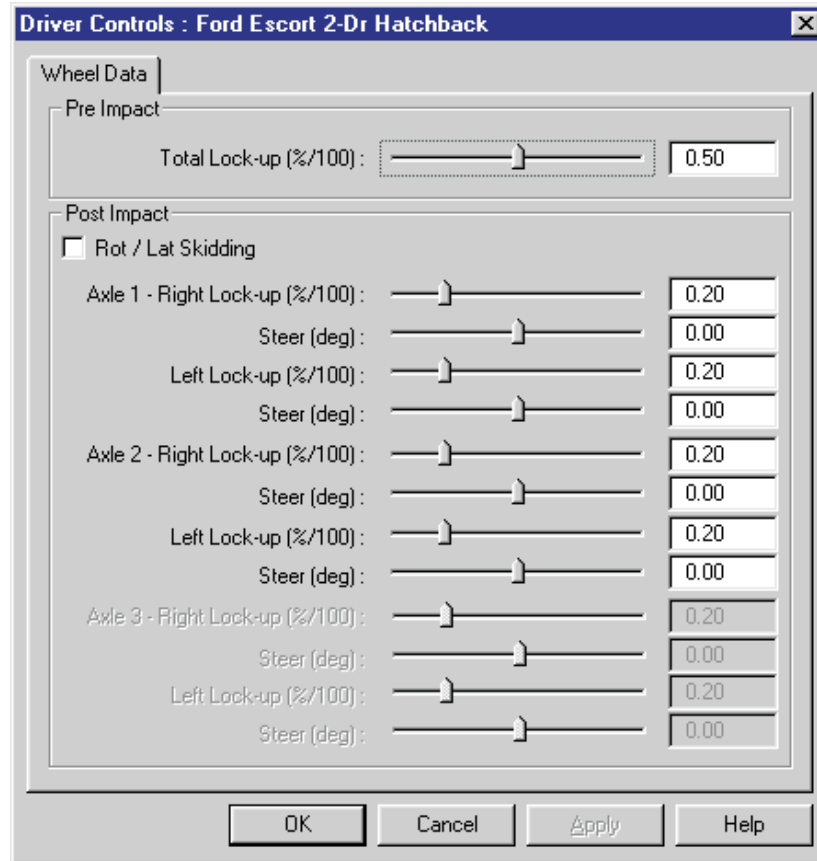 Driver Controls : Ford Escort 2-Dr Hatchback
Wheel Data
Pre Impact
Total Lock-up (%/100) : 0.50
Post Impact
Rot / Lat Skidding
Axle 1 - Right Lock-up (%/100) : 0.20
Steer (deg) : 0.00
Left Lock-up (%/100) : 0.20
Steer (deg) : 0.00
Axle 2 - Right Lock-up (%/100) : 0.20
Steer (deg) : 0.00
Left Lock-up (%/100) : 0.20
Steer (deg) : 0.00
Axle 3 - Right Lock-up (%/100) : 0.20
Steer (deg) : 0.00
Left Lock-up (%/100) : 0.20
Steer (deg) : 0.00
OK Cancel Apply Help